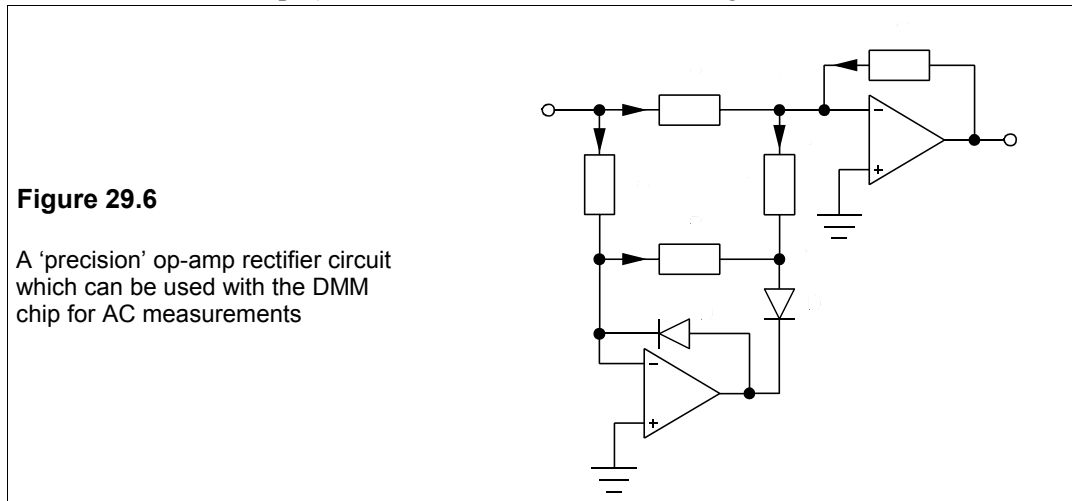 Figure 29.6
A ‘precision’ op-amp rectifier circuit
which can be used with the DMM
chip for AC measurements
−
+
−
+